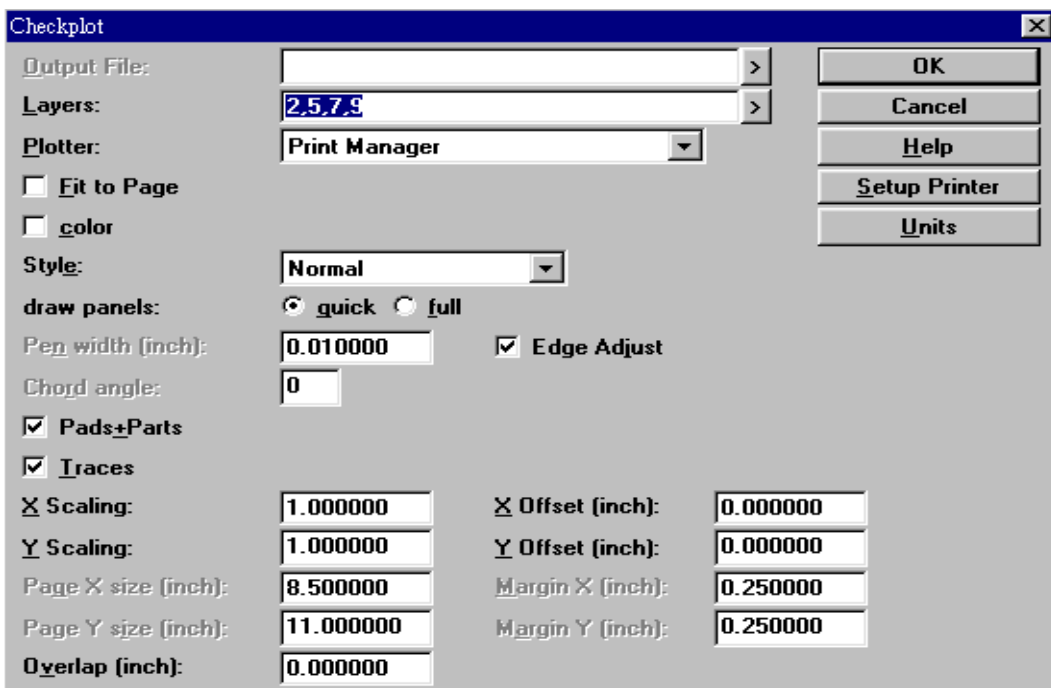 Checkplot
Output File: > OK
Layers: 2,5,7,9 > Cancel
Plotter: Print Manager Help
Fit to Page Setup Printer
color Units
Style: Normal
draw panels: quick full
Pen width (inch): 0.010000 Edge Adjust
Chord angle: 0
Pads+Parts
Traces
X Scaling: 1.000000 X Offset (inch): 0.000000
Y Scaling: 1.000000 Y Offset (inch): 0.000000
Page X size (inch): 8.500000 Margin X (inch): 0.250000
Page Y size (inch): 11.000000 Margin Y (inch): 0.250000
Overlap (inch): 0.000000